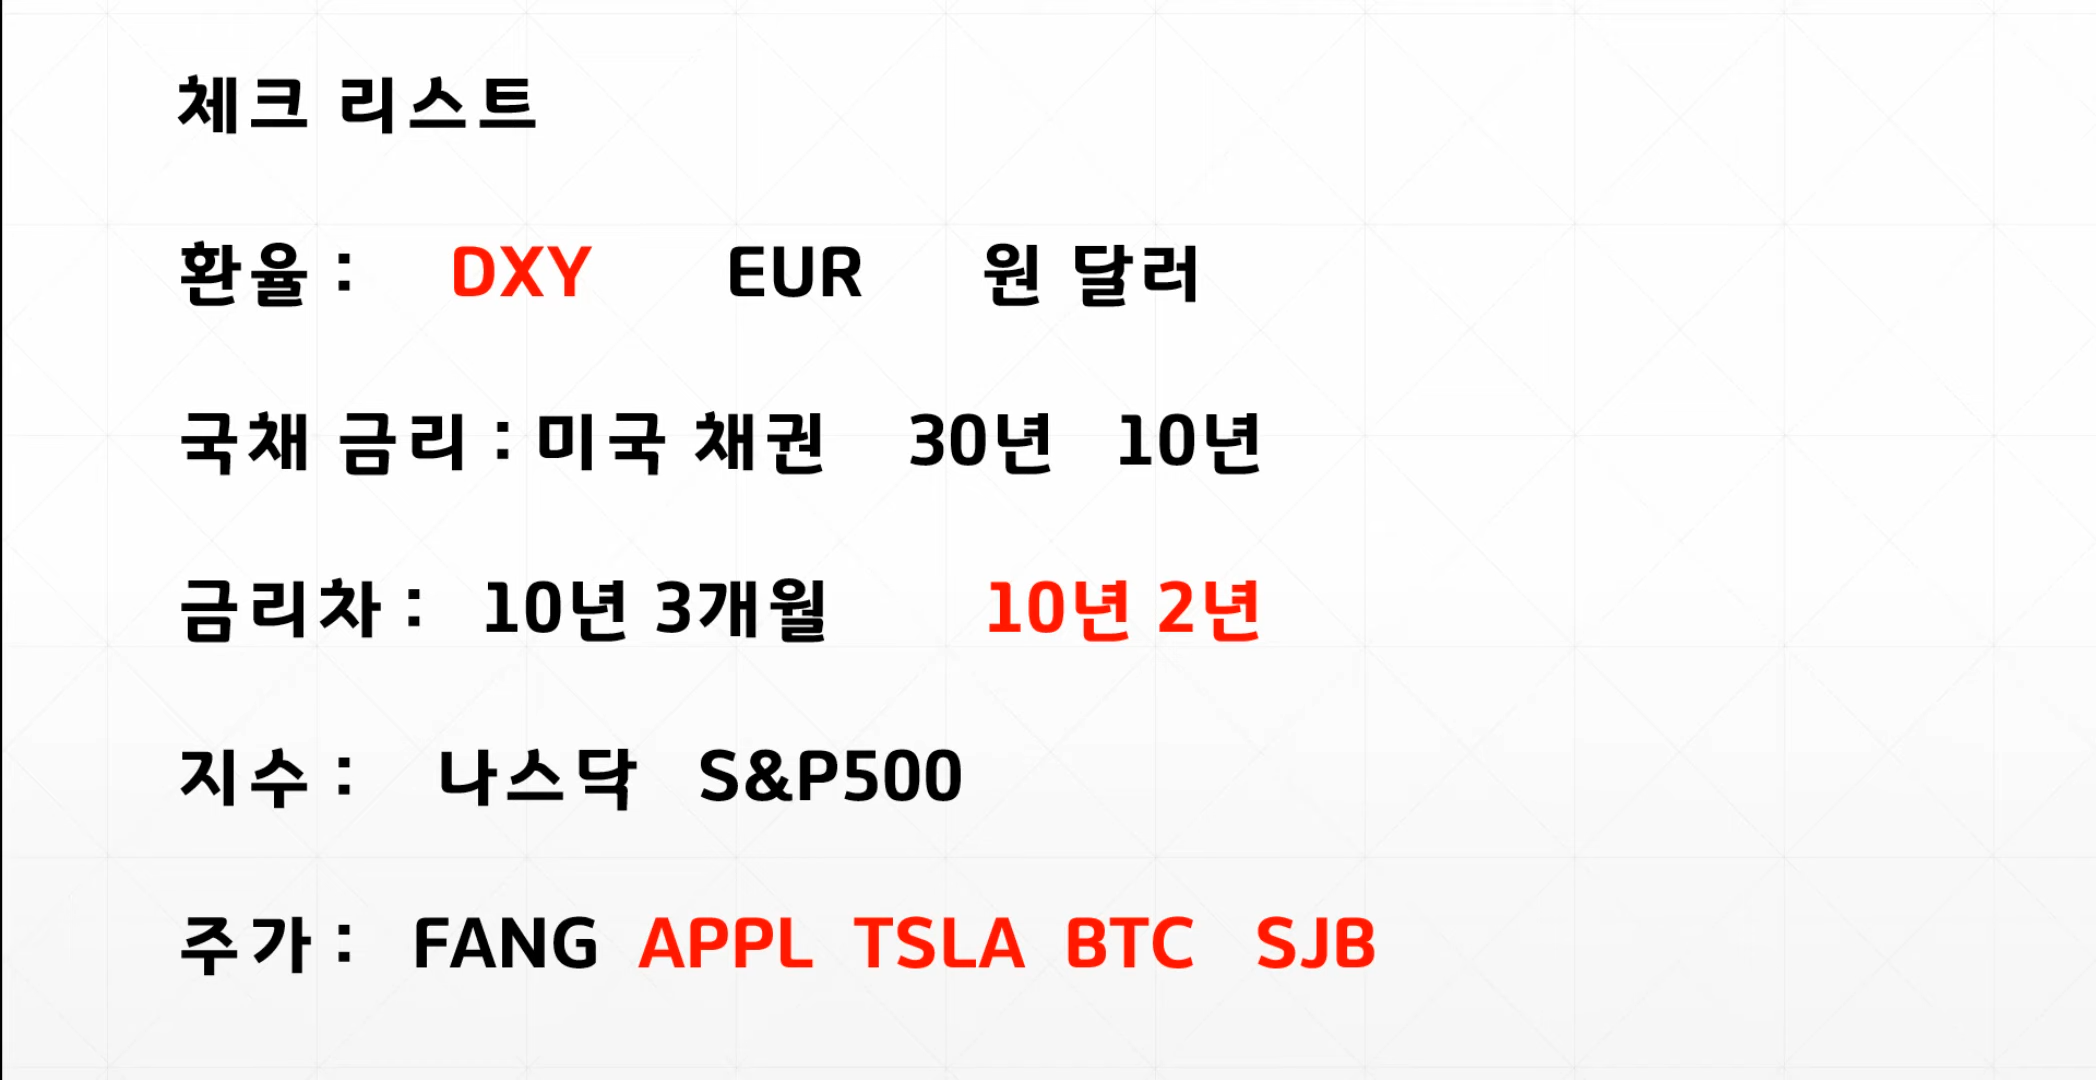 체크 리스트
환율 : DXY EUR 원 달러
국채 금리 : 미국 채권 30년 10년
금리차 : 10년 3개월 10년 2년
지수 : 나스닥 S&P500
주가 : FANG APPL TSLA BTC SJB